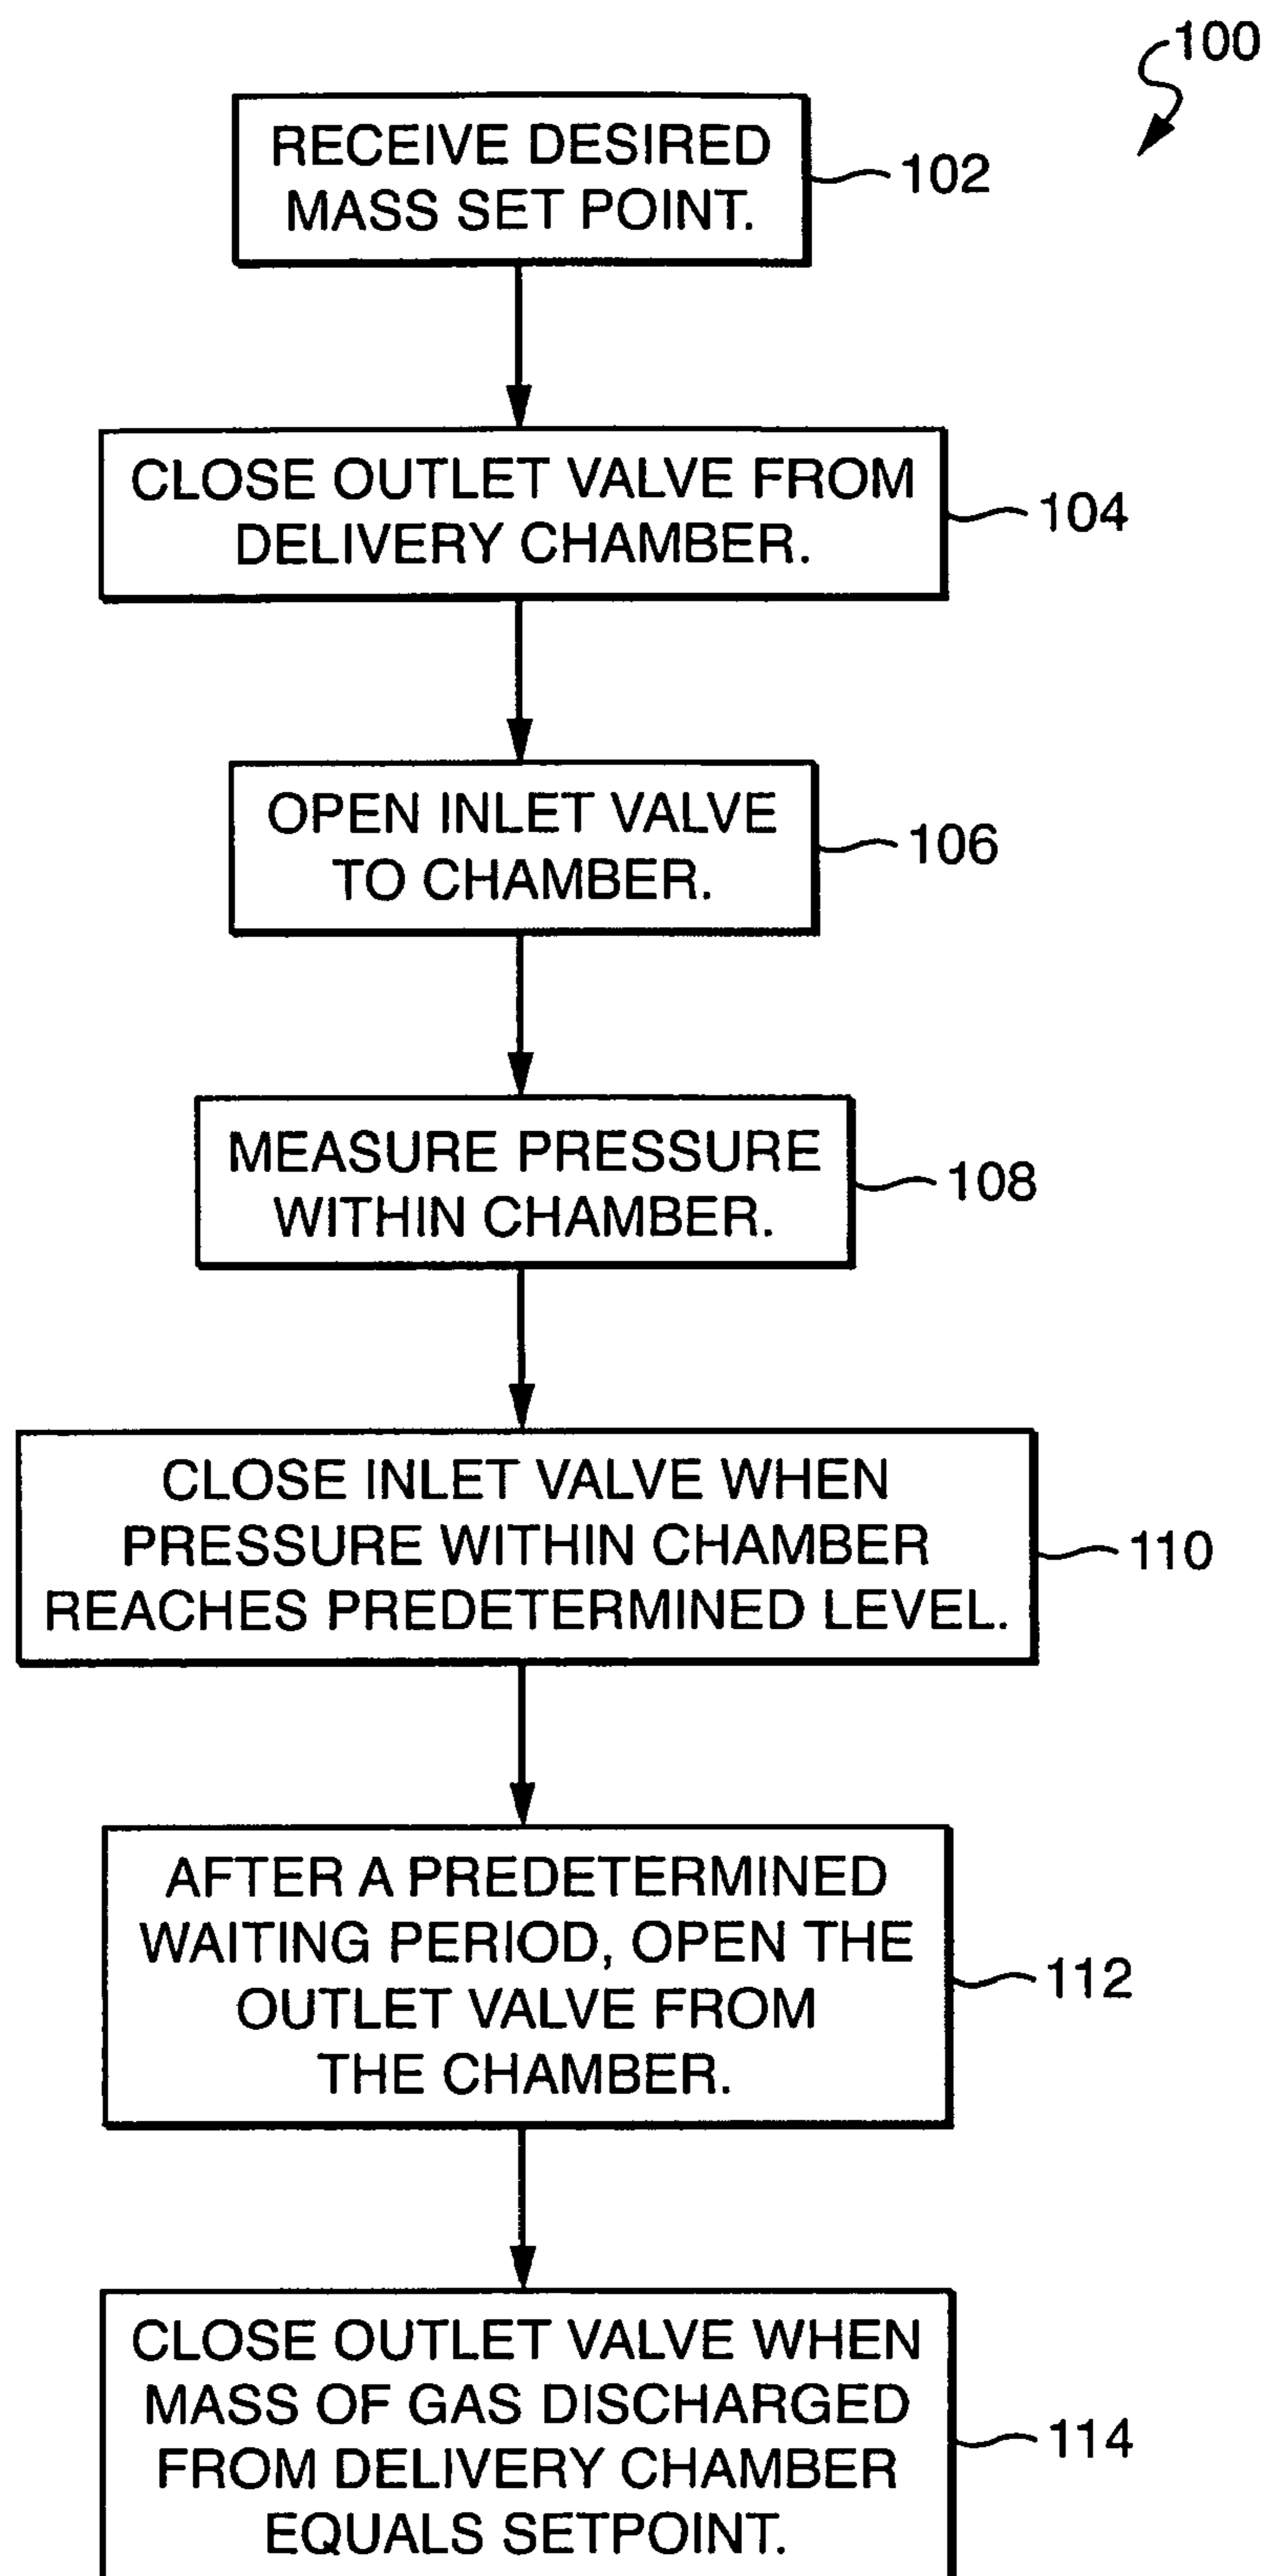 100
RECEIVE DESIRED
MASS SET POINT.
102
CLOSE OUTLET VALVE FROM
DELIVERY CHAMBER.
104
OPEN INLET VALVE
TO CHAMBER.
106
MEASURE PRESSURE
WITHIN CHAMBER.
108
CLOSE INLET VALVE WHEN
PRESSURE WITHIN CHAMBER
REACHES PREDETERMINED LEVEL.
110
AFTER A PREDETERMINED
WAITING PERIOD, OPEN THE
OUTLET VALVE FROM
THE CHAMBER.
112
CLOSE OUTLET VALVE WHEN
MASS OF GAS DISCHARGED
FROM DELIVERY CHAMBER
EQUALS SETPOINT.
114